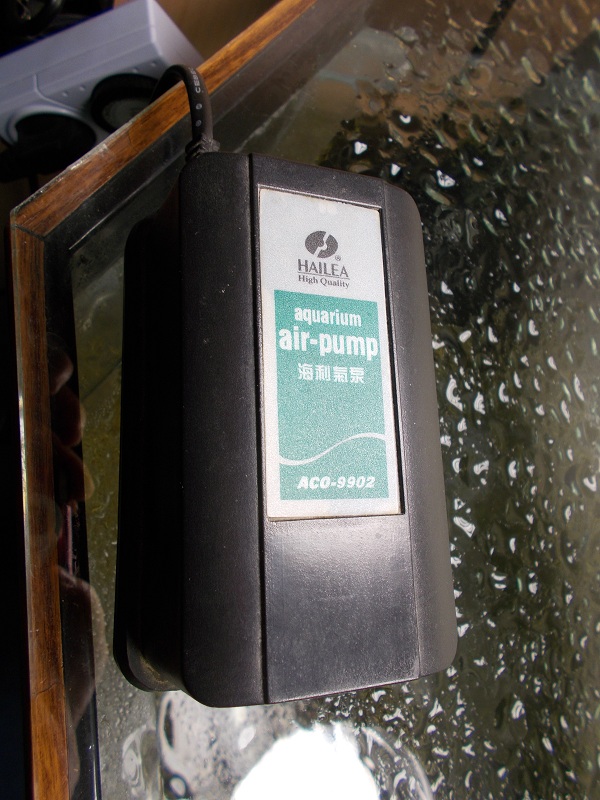 ®
HAILEA
High Quality
aquarium
air-pump
海利氣泵
ACO-9902